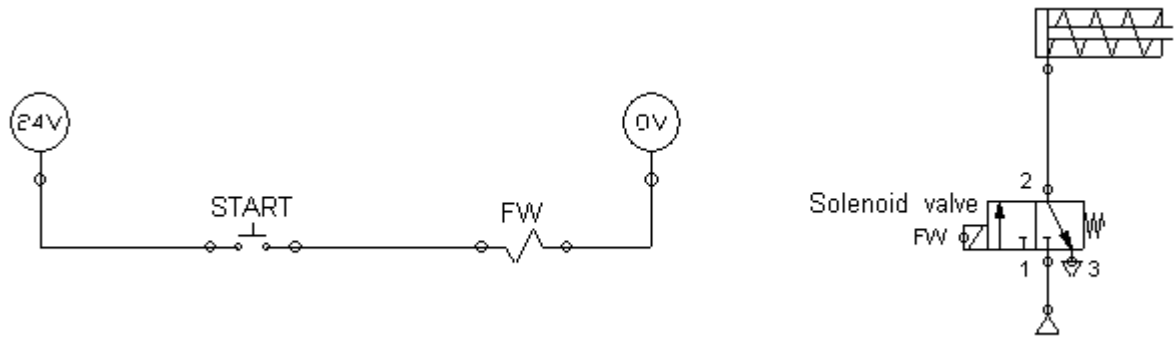 24V
0V
START
FW
2
Solenoid valve
FW
1
3